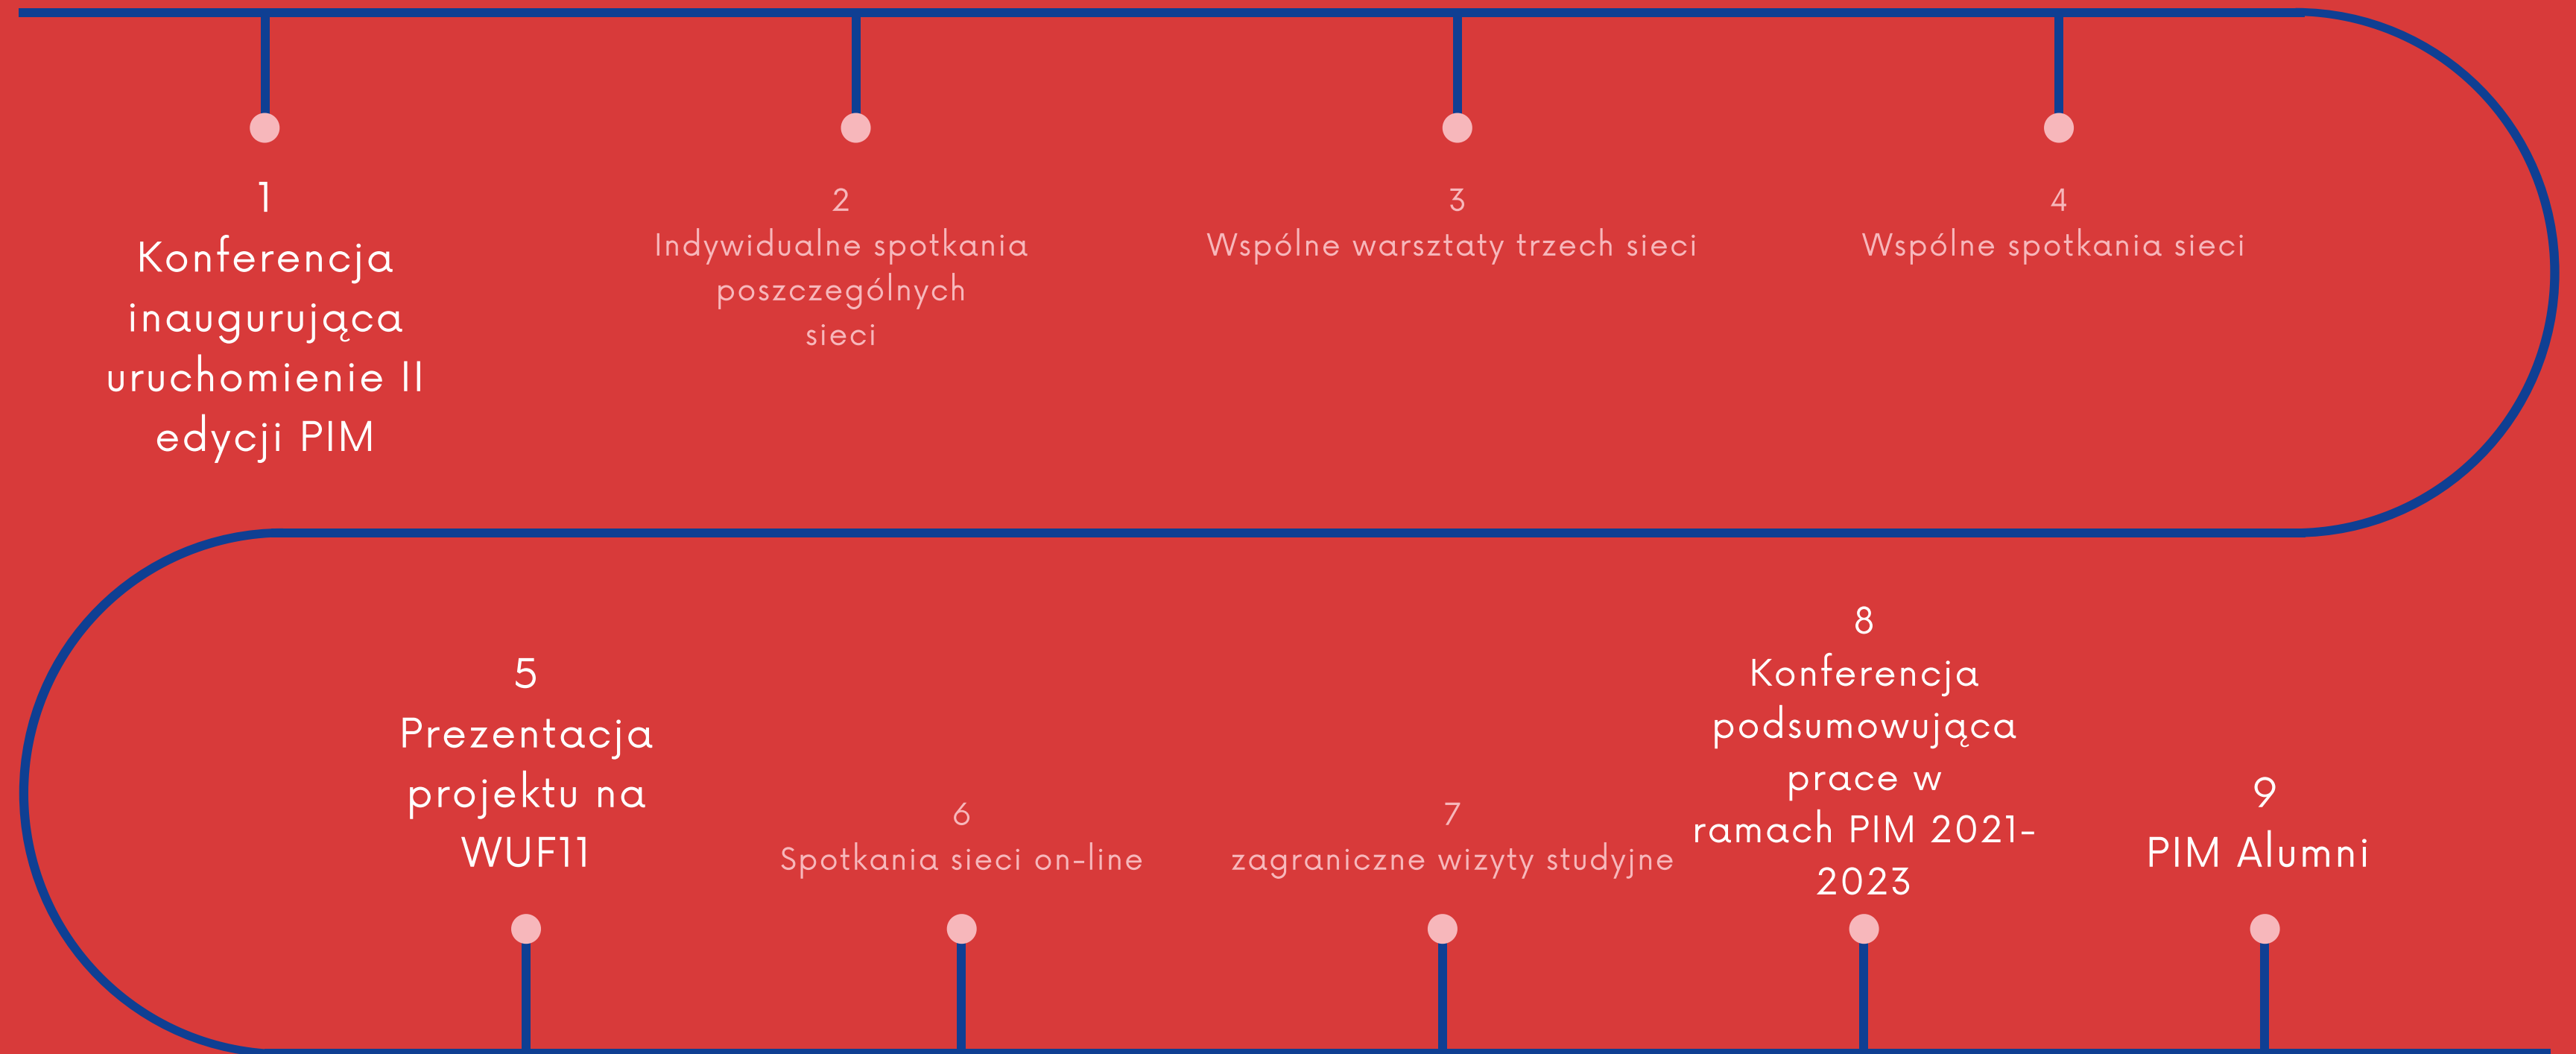 1
Konferencja
inaugurująca
uruchomienie II
edycji PIM
2
Indywidualne spotkania
poszczególnych
sieci
3
Wspólne warsztaty trzech sieci
4
Wspólne spotkania sieci
5
Prezentacja
projektu na
WUF11
6
Spotkania sieci on-line
7
zagraniczne wizyty studyjne
8
Konferencja
podsumowująca
prace w
ramach PIM 2021-
2023
9
PIM Alumni